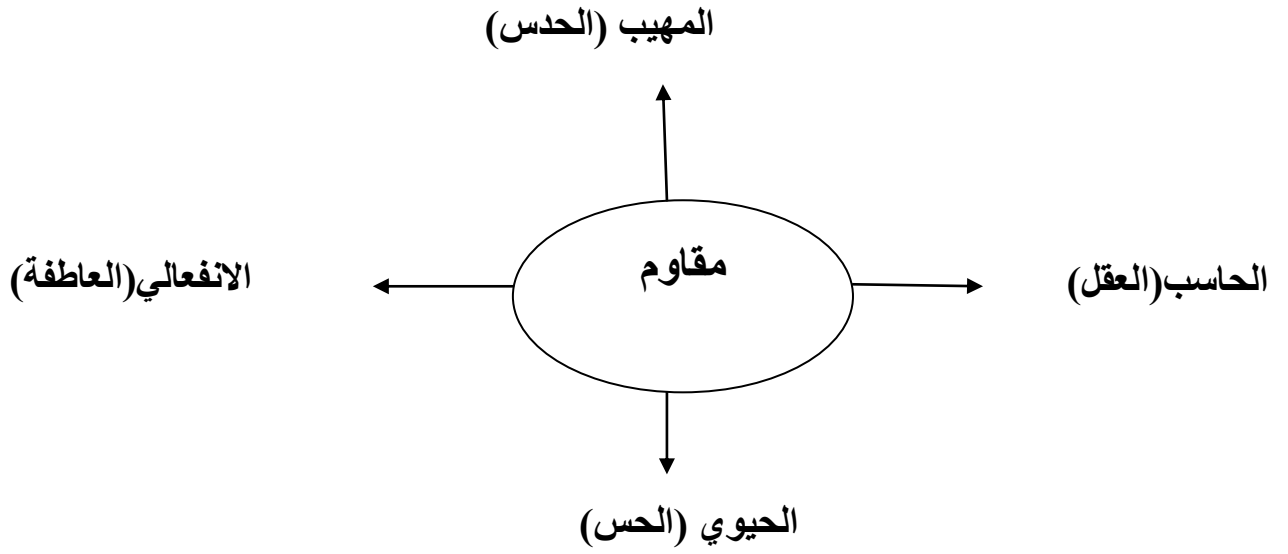 المهيب (الحدس)
مقاوم
الحاسب(العقل)
الانفعالي(العاطفة)
الحيوي (الحس)